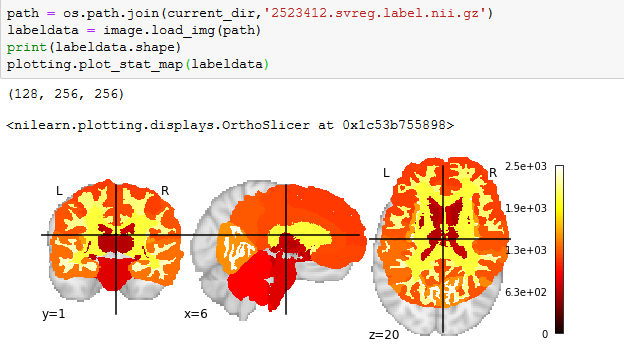 path = os.path.join(current_dir,'2523412.svreg.label.nii.gz')
labeldata = image.load_img(path)
print(labeldata.shape)
plotting.plot_stat_map(labeldata)
(128, 256, 256)
<nilearn.plotting.displays.OrthoSlicer at 0x1c53b755898>
L R L R
2.5e+03
1.9e+03
1.3e+03
6.3e+02
0
y=1 x=6 z=20